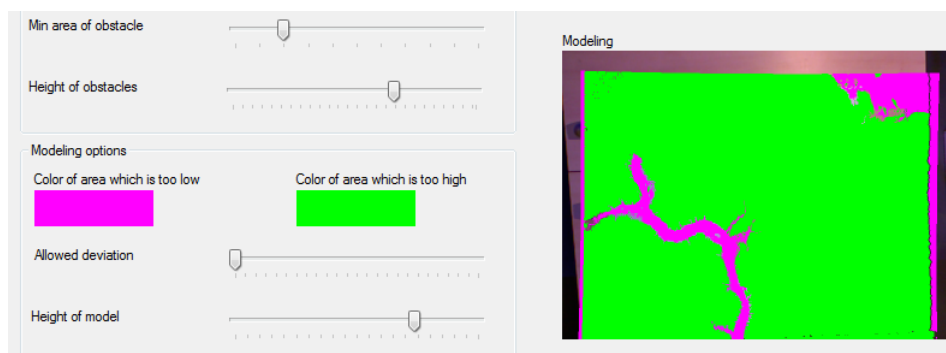 Min area of obstacle
Height of obstacles
Modeling options
Color of area which is too low
Color of area which is too high
Allowed deviation
Height of model
Modeling